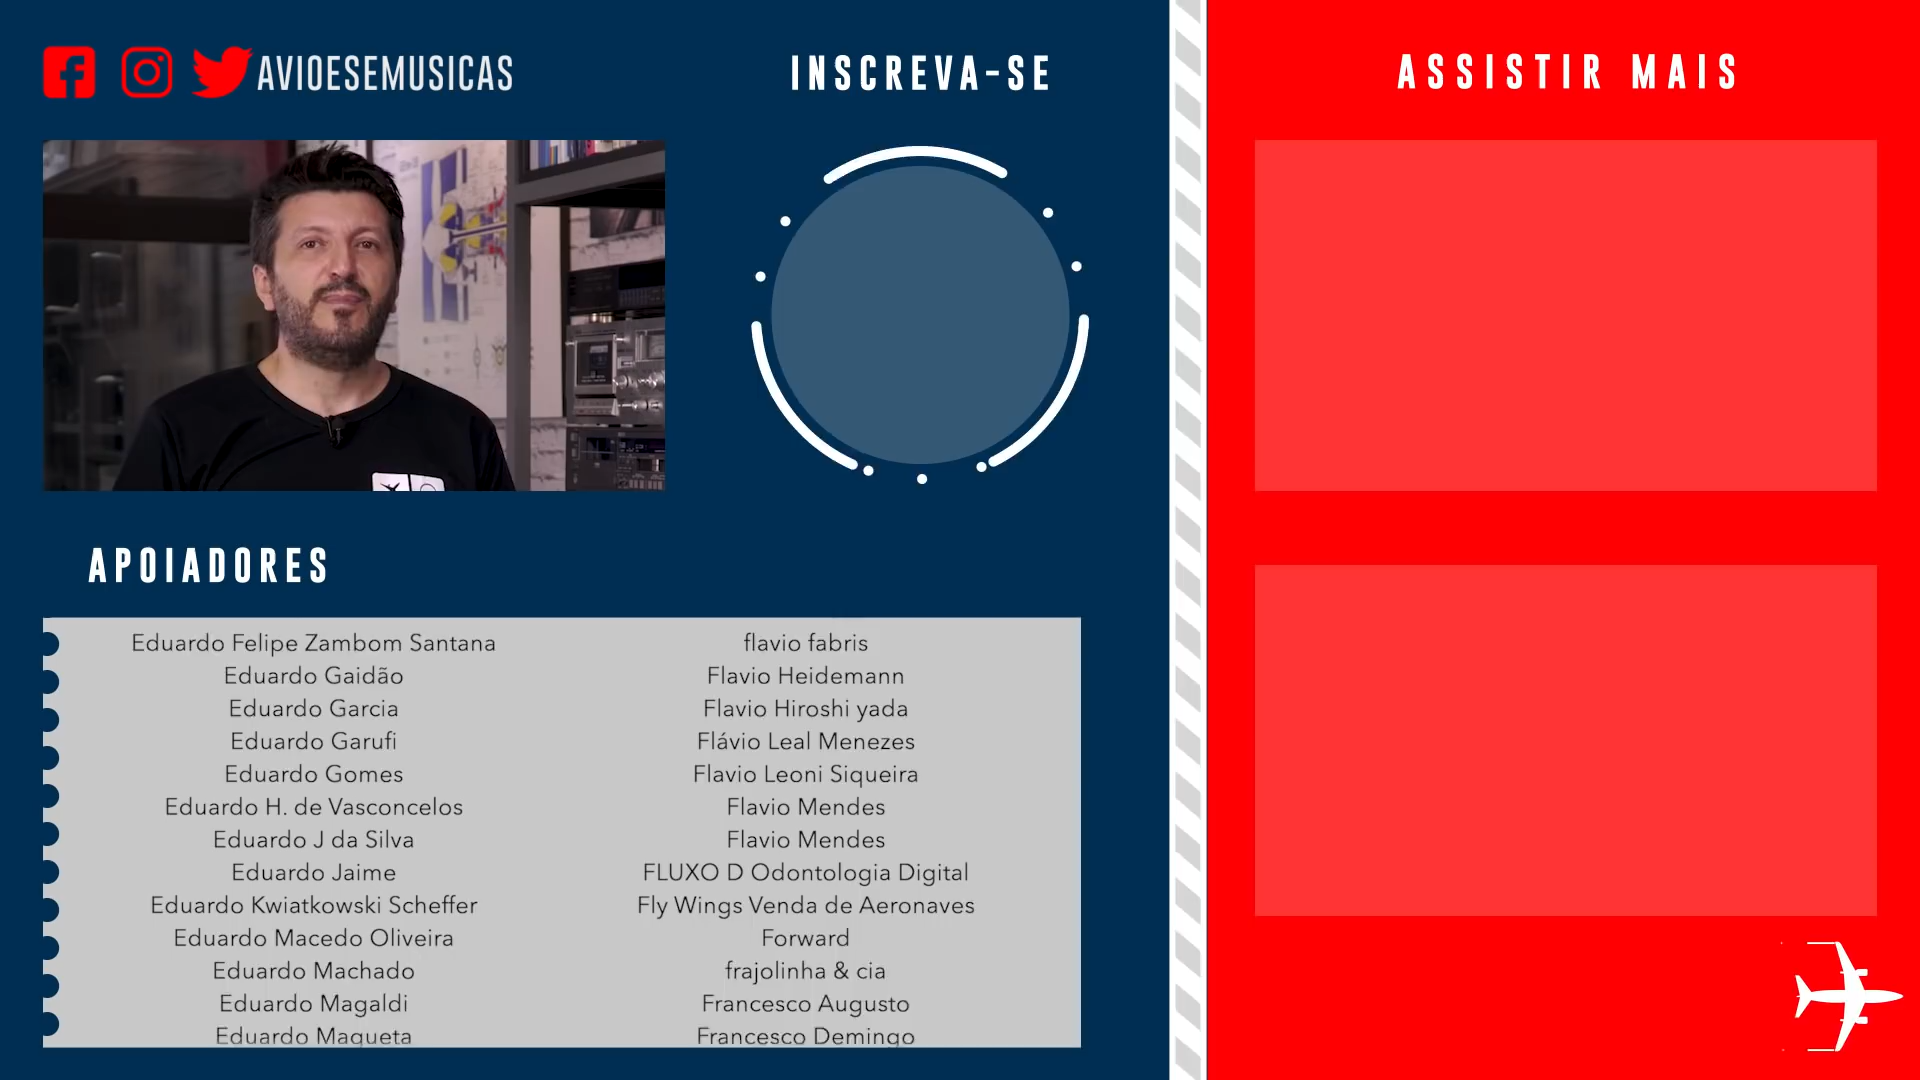 AVIOESEMUSICAS
INSCREVA-SE
ASSISTIR MAIS
APOIADORES
Eduardo Felipe Zambom Santana
Eduardo Gaidão
Eduardo Garcia
Eduardo Garufi
Eduardo Gomes
Eduardo H. de Vasconcelos
Eduardo J da Silva
Eduardo Jaime
Eduardo Kwiatkowski Scheffer
Eduardo Macedo Oliveira
Eduardo Machado
Eduardo Magaldi
Eduardo Maqueta
flavio fabris
Flavio Heidemann
Flavio Hiroshi yada
Flávio Leal Menezes
Flavio Leoni Siqueira
Flavio Mendes
Flavio Mendes
FLUXO D Odontologia Digital
Fly Wings Venda de Aeronaves
Forward
frajolinha & cia
Francesco Augusto
Francesco Demingo